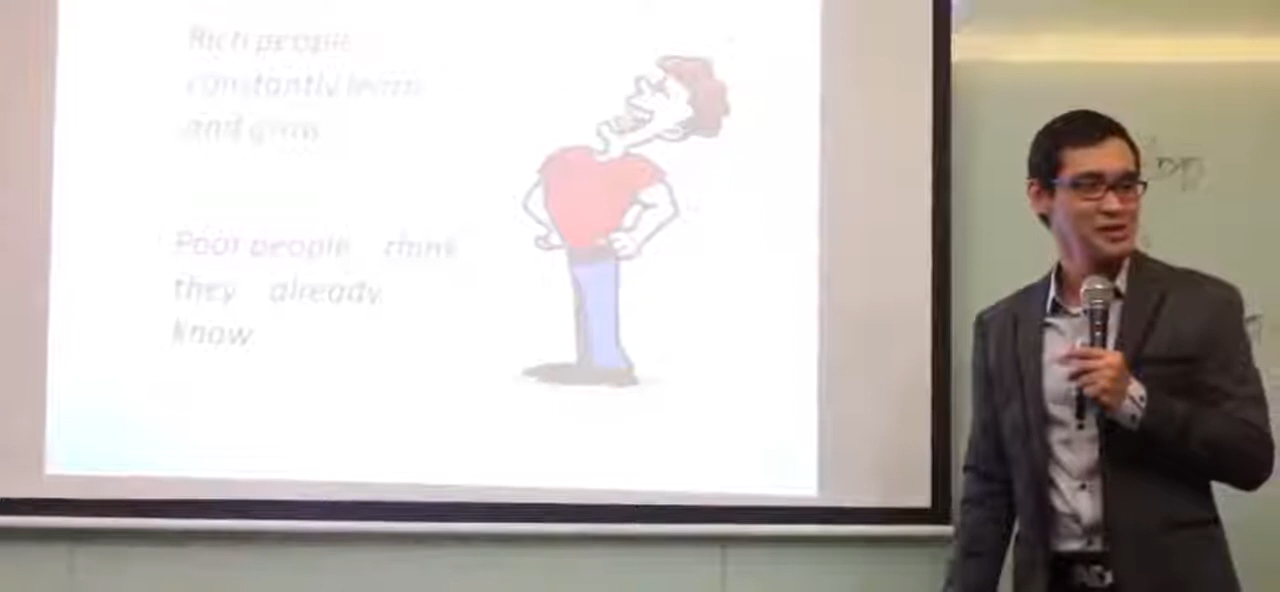 Rich people
constantly learn
and grow
Poor people think
they already
know